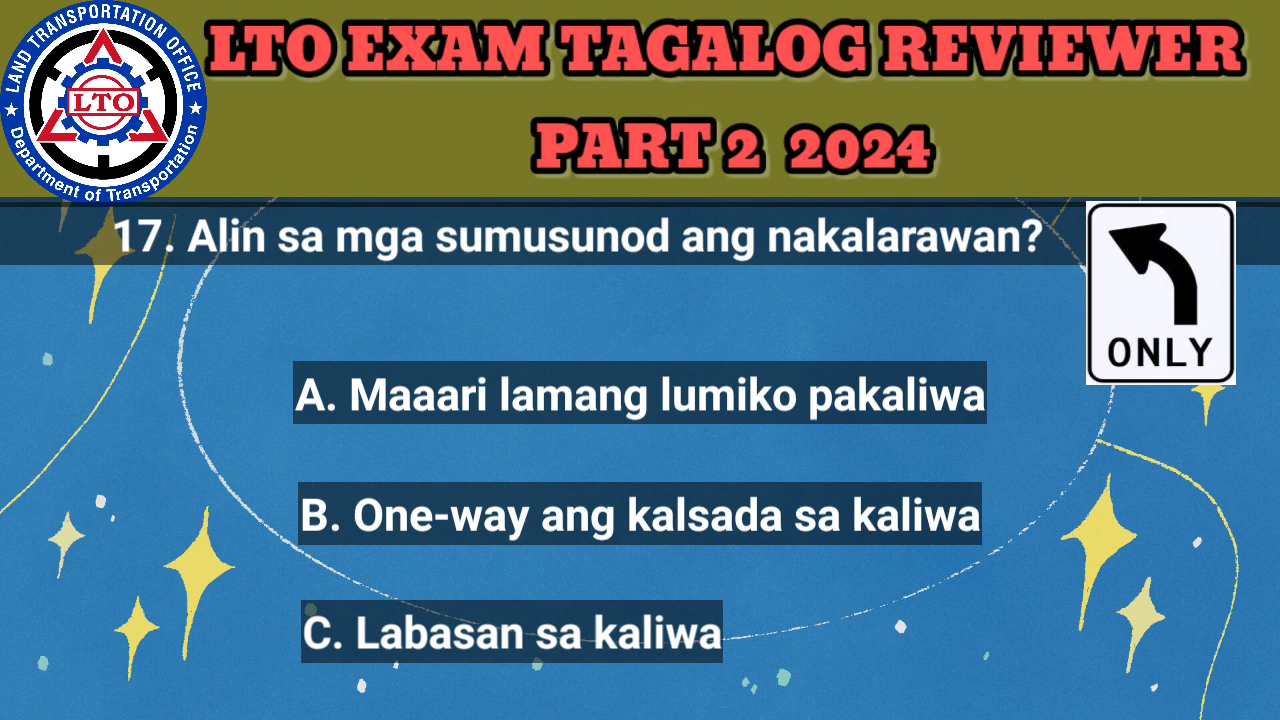 LAND TRANSPORTATION OFFICE
LTO
Department of Transportation
LTO EXAM TAGALOG REVIEWER
PART 2 2024
17. Alin sa mga sumusunod ang nakalarawan?
ONLY
A. Maaari lamang lumiko pakaliwa
B. One-way ang kalsada sa kaliwa
C. Labasan sa kaliwa